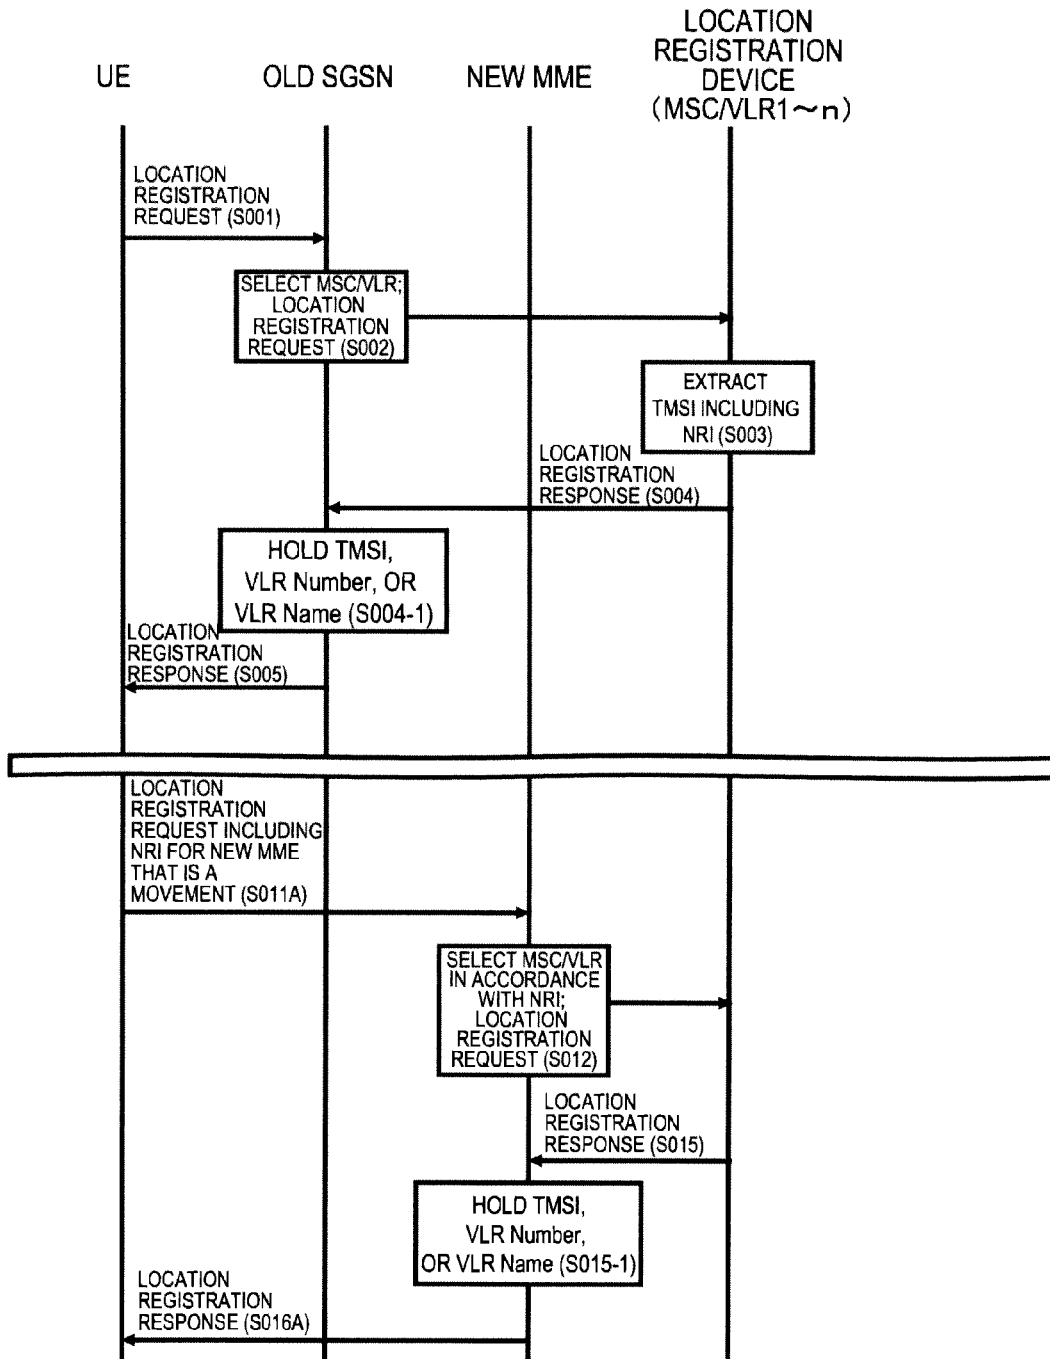 UE
OLD SGSN
NEW MME
LOCATION
REGISTRATION
DEVICE
(MSC/VLR1～n)
LOCATION
REGISTRATION
REQUEST (S001)
SELECT MSC/VLR;
LOCATION
REGISTRATION
REQUEST (S002)
EXTRACT
TMSI INCLUDING
NRI (S003)
LOCATION
REGISTRATION
RESPONSE (S004)
HOLD TMSI,
VLR Number, OR
VLR Name (S004-1)
LOCATION
REGISTRATION
RESPONSE (S005)
LOCATION
REGISTRATION
REQUEST INCLUDING
NRI FOR NEW MME
THAT IS A
MOVEMENT (S011A)
SELECT MSC/VLR
IN ACCORDANCE
WITH NRI;
LOCATION
REGISTRATION
REQUEST (S012)
LOCATION
REGISTRATION
RESPONSE (S015)
HOLD TMSI,
VLR Number,
OR VLR Name (S015-1)
LOCATION
REGISTRATION
RESPONSE (S016A)